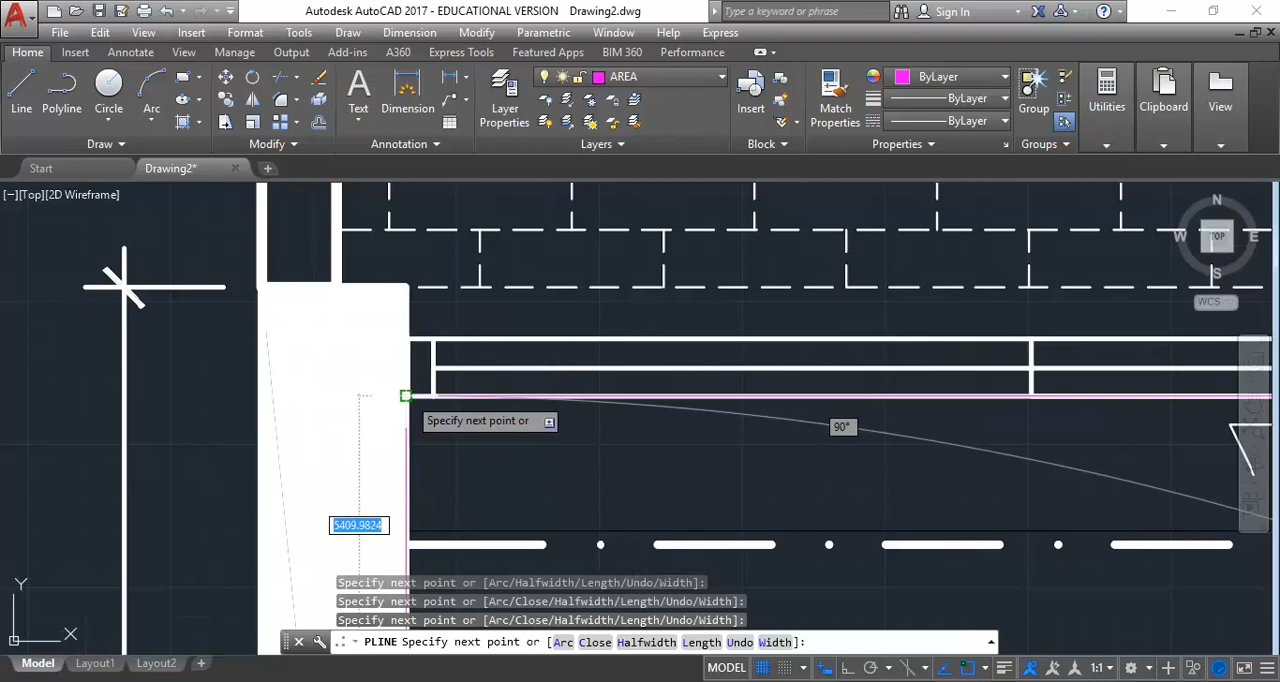 Autodesk AutoCAD 2017 - EDUCATIONAL VERSION Drawing2.dwg
Type a keyword or phrase
Sign In
File Edit View Insert Format Tools Draw Dimension Modify Parametric Window Help Express
Home Insert Annotate View Manage Output Add-ins A360 Express Tools Featured Apps BIM 360 Performance
AREA
ByLayer
ByLayer
ByLayer
Line Polyline Circle Arc Text Dimension Layer Properties Insert Match Properties Group Utilities Clipboard View
Draw Modify Annotation Layers Block Properties Groups
Start Drawing2*
[−][Top][2D Wireframe]
N
W TOP E
S
WCS
Specify next point or
90°
5409.9824
Y
X
Specify next point or [Arc/Halfwidth/Length/Undo/Width]:
Specify next point or [Arc/Close/Halfwidth/Length/Undo/Width]:
Specify next point or [Arc/Close/Halfwidth/Length/Undo/Width]:
PLINE Specify next point or [Arc Close Halfwidth Length Undo Width]:
Model Layout1 Layout2
MODEL 1:1